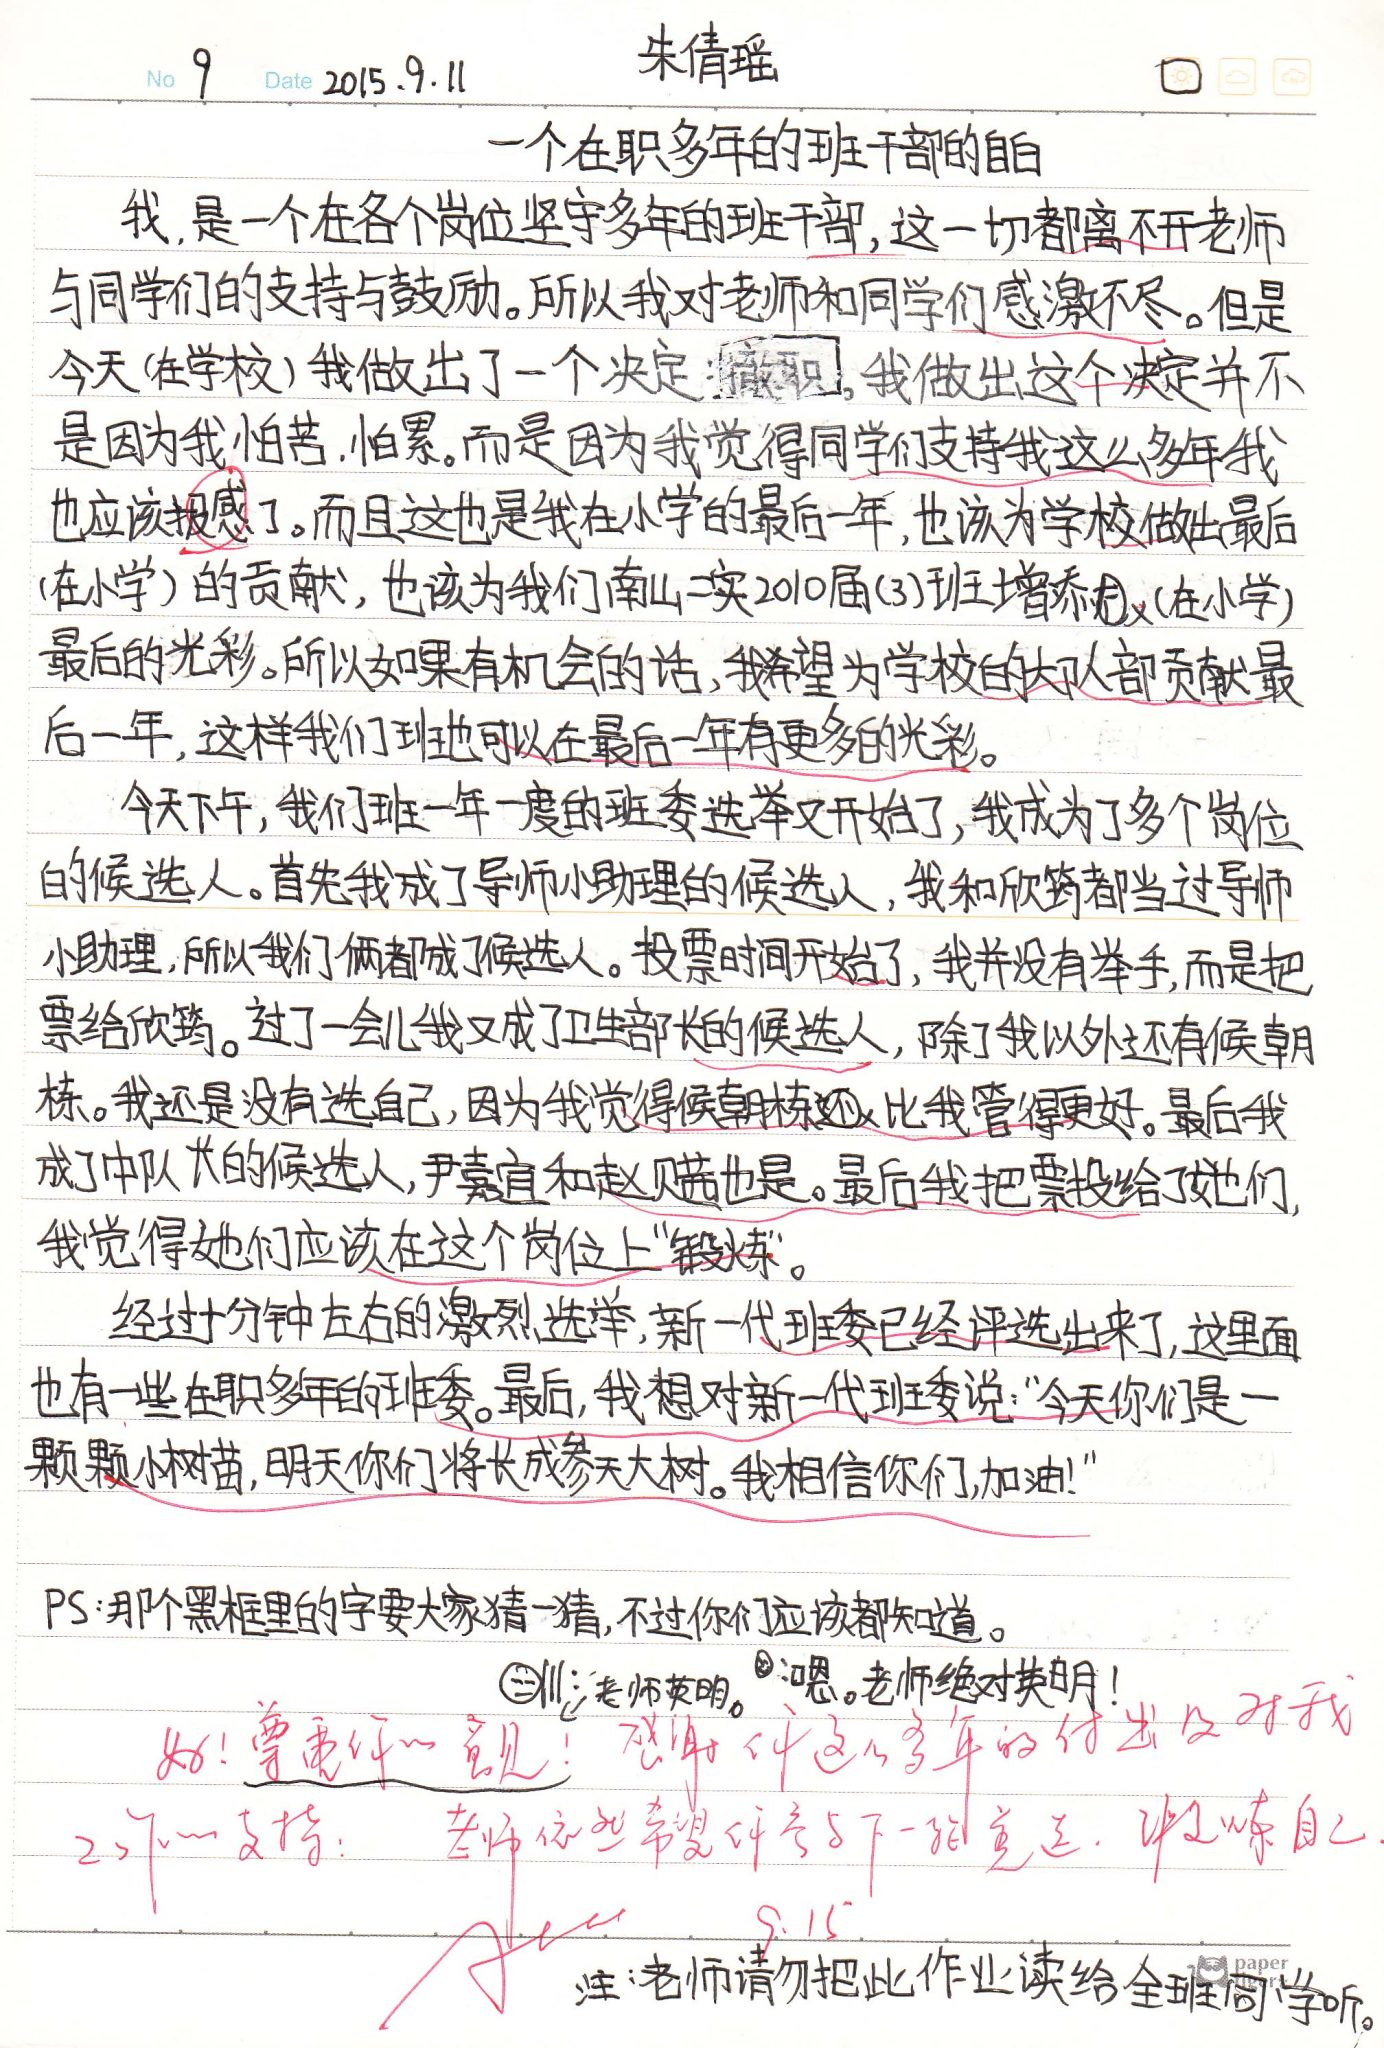 朱倩瑶
No 9 Date 2015.9.11
一个在职多年的班干部的自白
我,是一个在各个岗位坚守多年的班干部,这一切都离不开老师
与同学们的支持与鼓励。所以我对老师和同学们感激不尽。但是
今天(在学校)我做出了一个决定:撤职。我做出这个决定并不
是因为我怕苦、怕累。而是因为我觉得同学们支持我这么多年我
也应该报感了。而且这也是我在小学的最后一年,也该为学校做出最后
(在小学)的贡献,也该为我们南山二实2010届(3)班增添(在小学)
最后的光彩。所以如果有机会的话,我希望为学校的大队部贡献最
后一年,这样我们班也可以在最后一年有更多的光彩。
今天下午,我们班一年一度的班委选举又开始了,我成为了多个岗位
的候选人。首先我成了导师小助理的候选人,我和欣筠都当过导师
小助理,所以我们俩都成了候选人。投票时间开始了,我并没有举手,而是把
票给欣筠。过了一会儿我又成了卫生部长的候选人,除了我以外还有候朝
栋。我还是没有选自己,因为我觉得候朝栋还比我管得更好。最后我
成了中队长的候选人,尹嘉宜和赵贝茜也是。最后我把票投给了她们,
我觉得她们应该在这个岗位上"锻炼"。
经过十分钟左右的激烈选举,新一代班委已经评选出来了,这里面
也有一些在职多年的班委。最后,我想对新一代班委说:"今天你们是一
颗颗小树苗,明天你们将长成参天大树。我相信你们,加油!"
PS:那个黑框里的字要大家猜一猜,不过你们应该都知道。
老师英明。 :嗯。老师绝对英明!
好!尊重你的意见!感谢你这么多年的付出及对我
工作的支持! 老师依然希望你参与下一轮竞选,锻炼自己.
9.15
paper
注:老师请勿把此作业读给全班同学听。